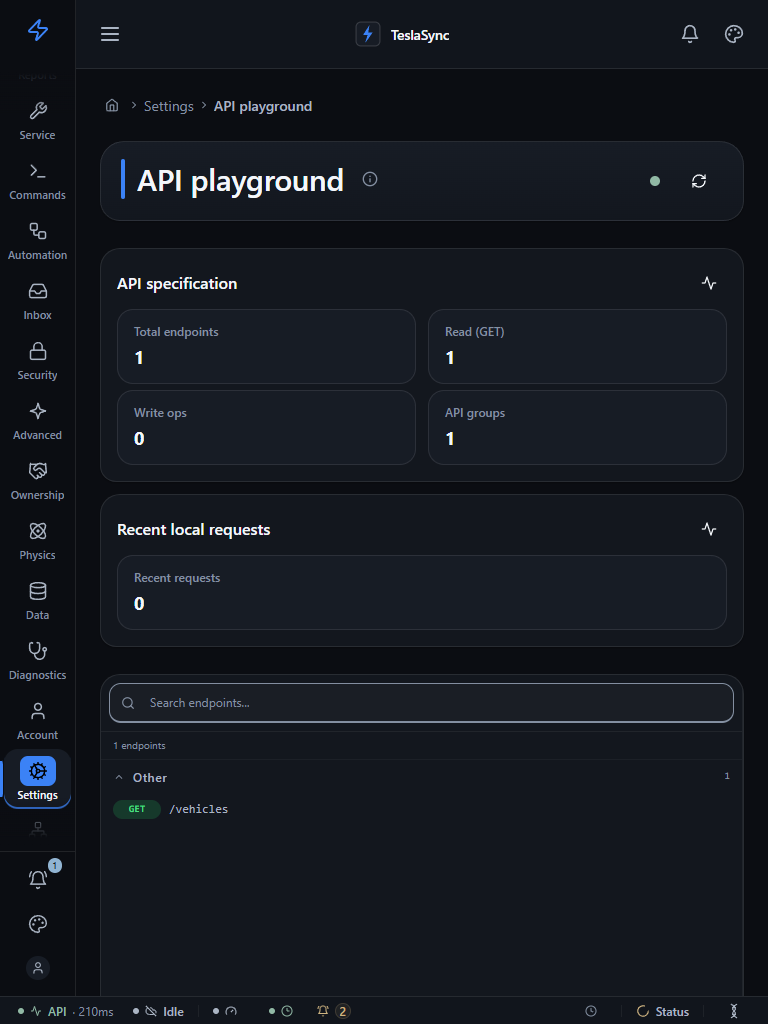 TeslaSync
Settings
API playground
API playground
Service
Commands
Automation
Inbox
Security
Advanced
Ownership
Physics
Data
Diagnostics
Account
Settings
1
API specification
Total endpoints
1
Read (GET)
1
Write ops
0
API groups
1
Recent local requests
Recent requests
0
Search endpoints...
1 endpoints
Other
1
GET /vehicles
API · 210ms
Idle
2
Status